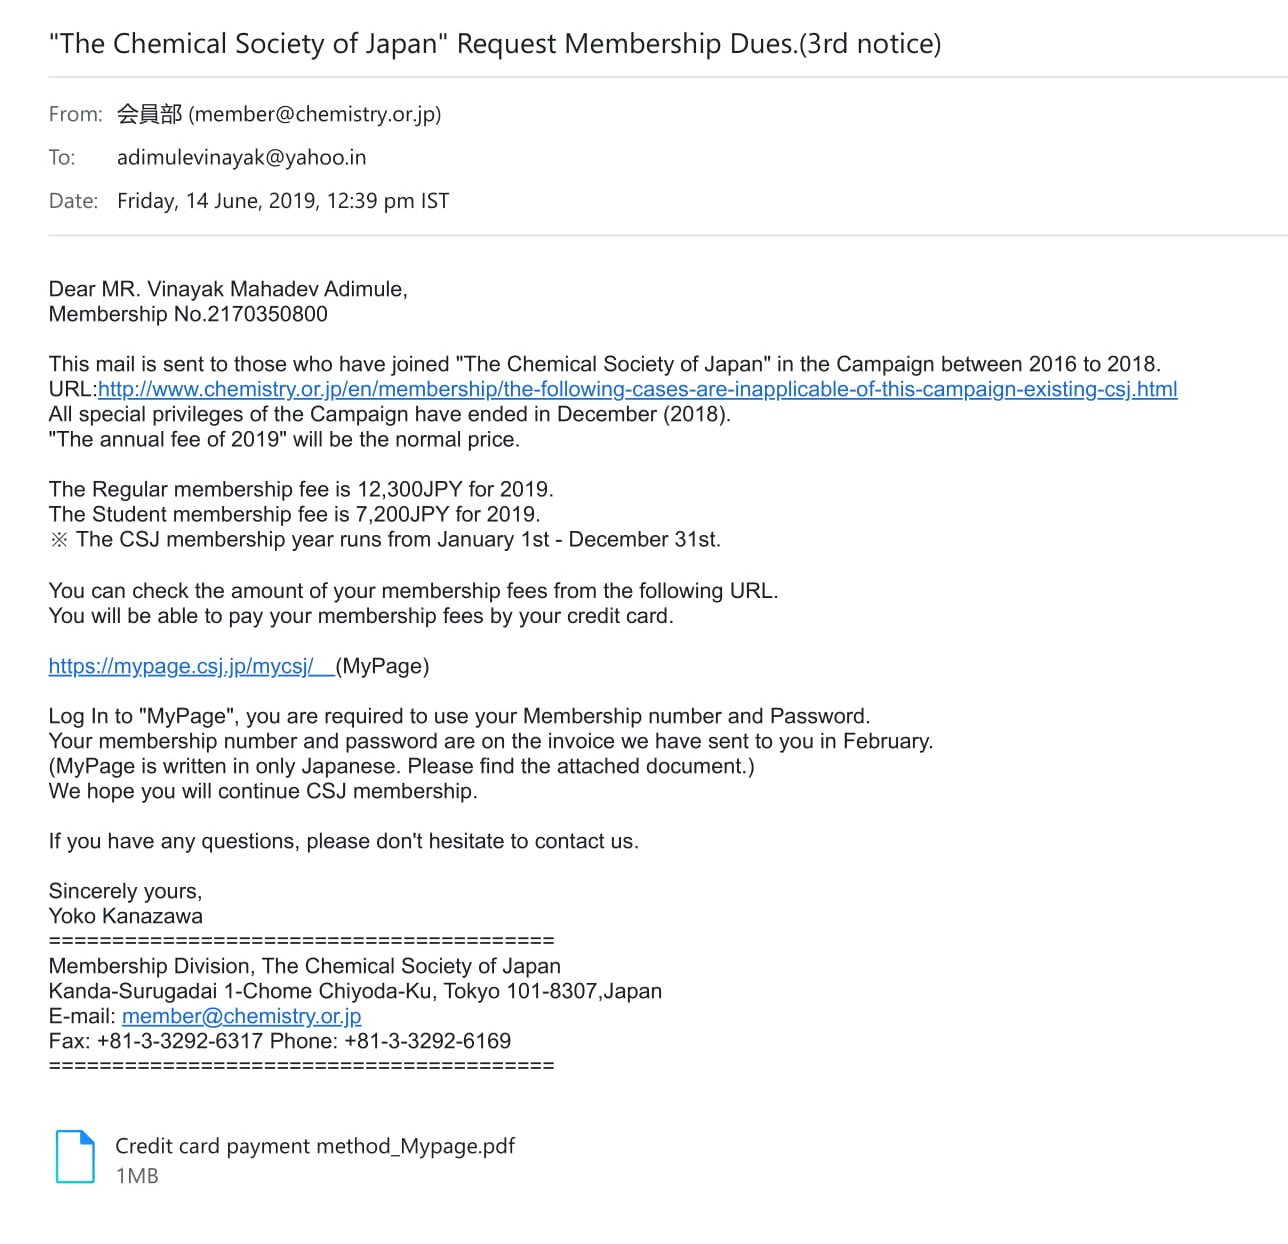 "The Chemical Society of Japan" Request Membership Dues.(3rd notice)
From: 会員部 (member@chemistry.or.jp)
To: adimulevinayak@yahoo.in
Date: Friday, 14 June, 2019, 12:39 pm IST
Dear MR. Vinayak Mahadev Adimule,
Membership No.2170350800
This mail is sent to those who have joined "The Chemical Society of Japan" in the Campaign between 2016 to 2018.
URL:http://www.chemistry.or.jp/en/membership/the-following-cases-are-inapplicable-of-this-campaign-existing-csj.html
All special privileges of the Campaign have ended in December (2018).
"The annual fee of 2019" will be the normal price.
The Regular membership fee is 12,300JPY for 2019.
The Student membership fee is 7,200JPY for 2019.
※ The CSJ membership year runs from January 1st - December 31st.
You can check the amount of your membership fees from the following URL.
You will be able to pay your membership fees by your credit card.
https://mypage.csj.jp/mycsj/__(MyPage)
Log In to "MyPage", you are required to use your Membership number and Password.
Your membership number and password are on the invoice we have sent to you in February.
(MyPage is written in only Japanese. Please find the attached document.)
We hope you will continue CSJ membership.
If you have any questions, please don't hesitate to contact us.
Sincerely yours,
Yoko Kanazawa
========================================
Membership Division, The Chemical Society of Japan
Kanda-Surugadai 1-Chome Chiyoda-Ku, Tokyo 101-8307,Japan
E-mail: member@chemistry.or.jp
Fax: +81-3-3292-6317 Phone: +81-3-3292-6169
========================================
Credit card payment method_Mypage.pdf
1MB